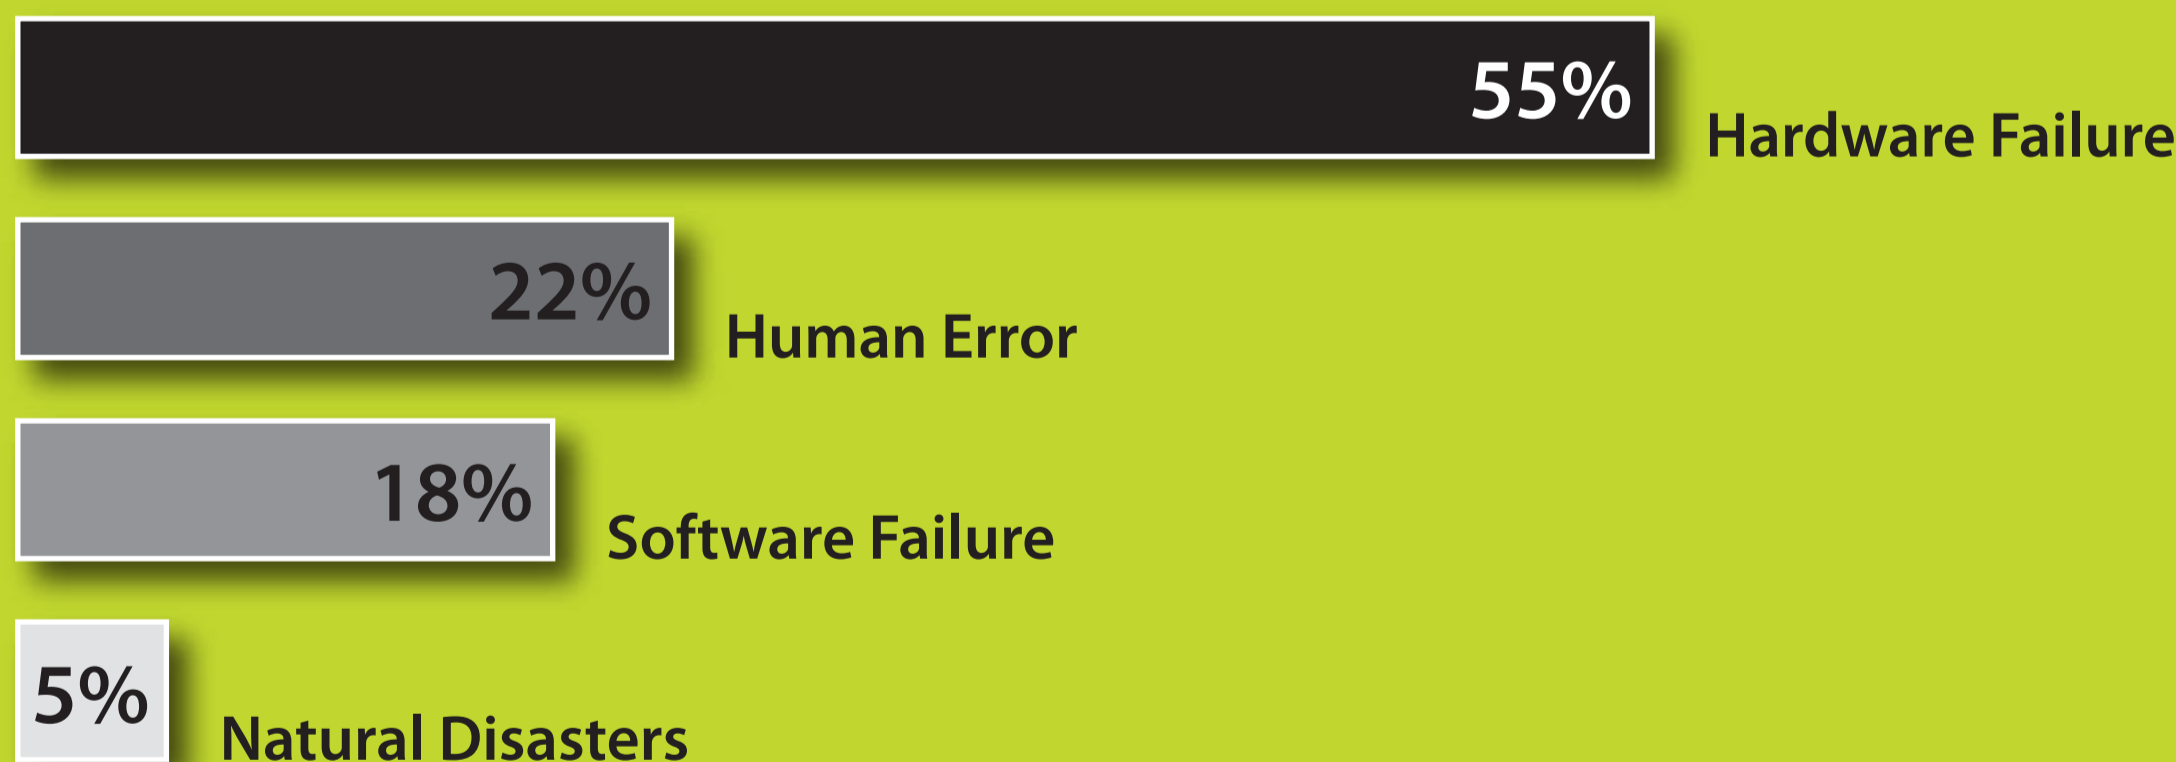 55%
Hardware Failure
22%
Human Error
18%
Software Failure
5%
Natural Disasters